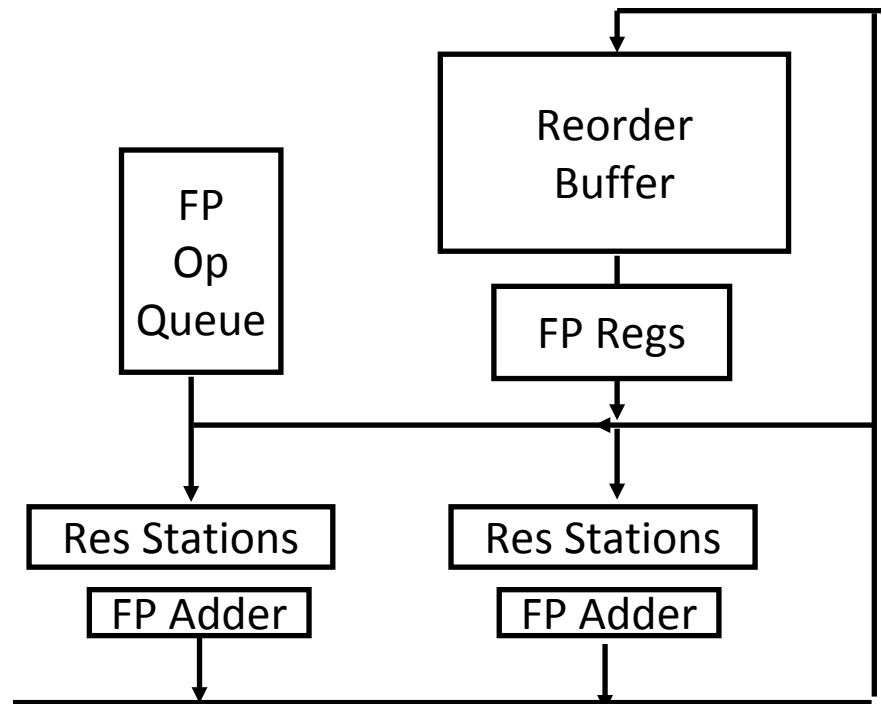 Reorder
Buffer
FP
Op
Queue
FP Regs
Res Stations
Res Stations
FP Adder
FP Adder